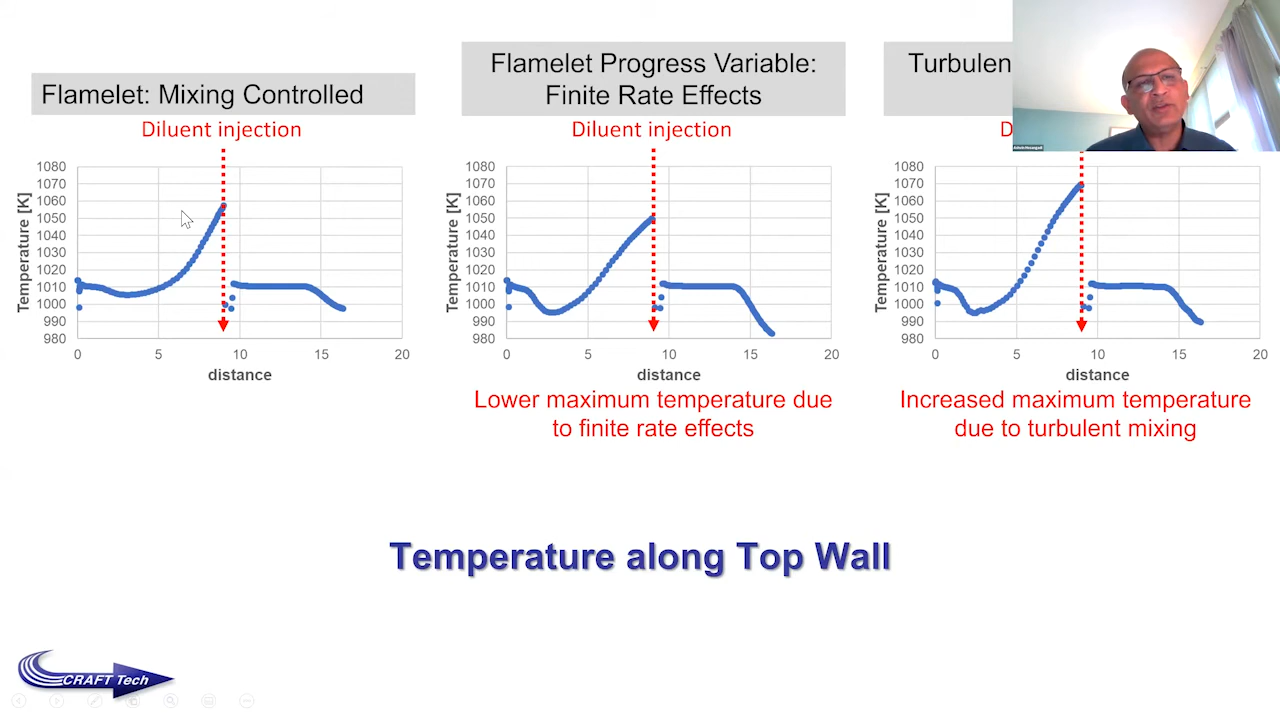 Flamelet: Mixing Controlled
Diluent injection
1080
1070
1060
1050
1040
1030
1020
1010
1000
990
980
Temperature [K]
0 5 10 15 20
distance
Flamelet Progress Variable:
Finite Rate Effects
Diluent injection
1080
1070
1060
1050
1040
1030
1020
1010
1000
990
980
Temperature [K]
0 5 10 15 20
distance
Lower maximum temperature due
to finite rate effects
Turbulen
D
1080
1070
1060
1050
1040
1030
1020
1010
1000
990
980
Temperature [K]
0 5 10 15 20
distance
Increased maximum temperature
due to turbulent mixing
Temperature along Top Wall
CRAFT Tech